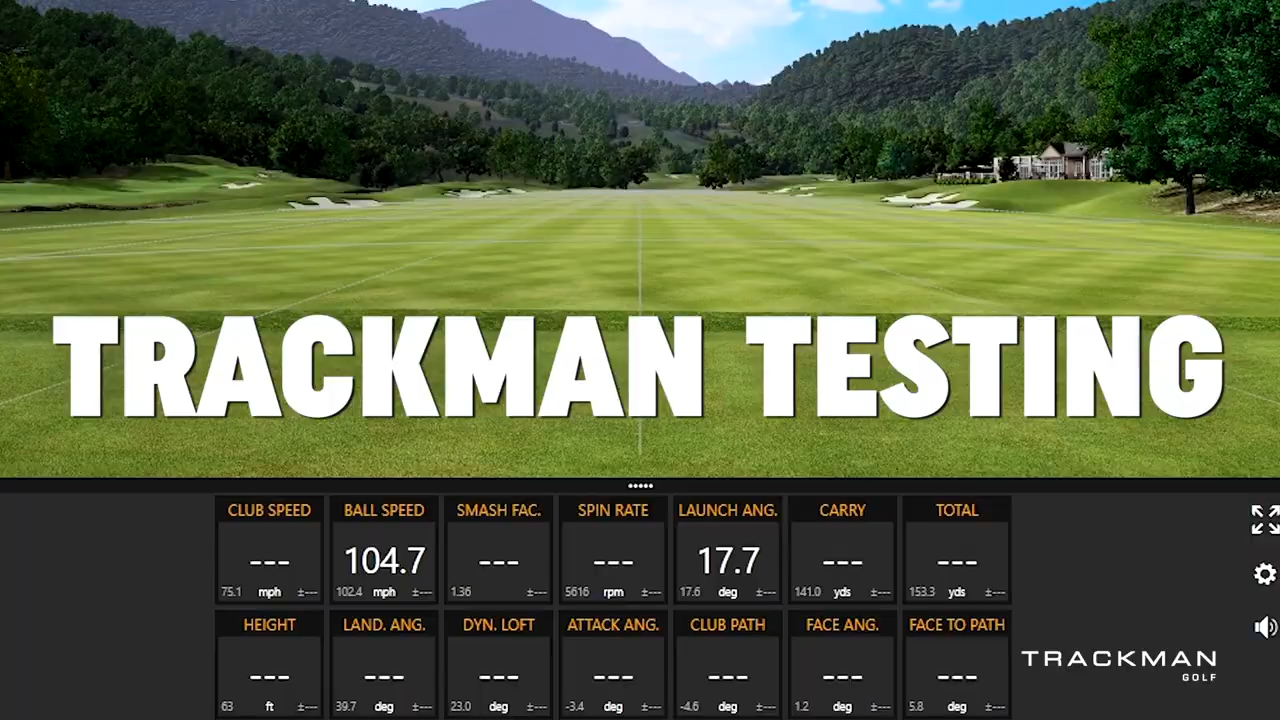 TRACKMAN TESTING
CLUB SPEED BALL SPEED SMASH FAC. SPIN RATE LAUNCH ANG. CARRY TOTAL
--- 104.7 --- --- 17.7 --- ---
75.1 mph ±--- 102.4 mph ±--- 1.36 ±--- 5616 rpm ±--- 17.6 deg ±--- 141.0 yds ±--- 153.3 yds ±---
HEIGHT LAND. ANG. DYN. LOFT ATTACK ANG. CLUB PATH FACE ANG. FACE TO PATH
--- --- --- --- --- --- ---
63 ft ±--- 39.7 deg ±--- 23.0 deg ±--- -3.4 deg ±--- -4.6 deg ±--- 1.2 deg ±--- 5.8 deg ±---
TRACKMAN
GOLF